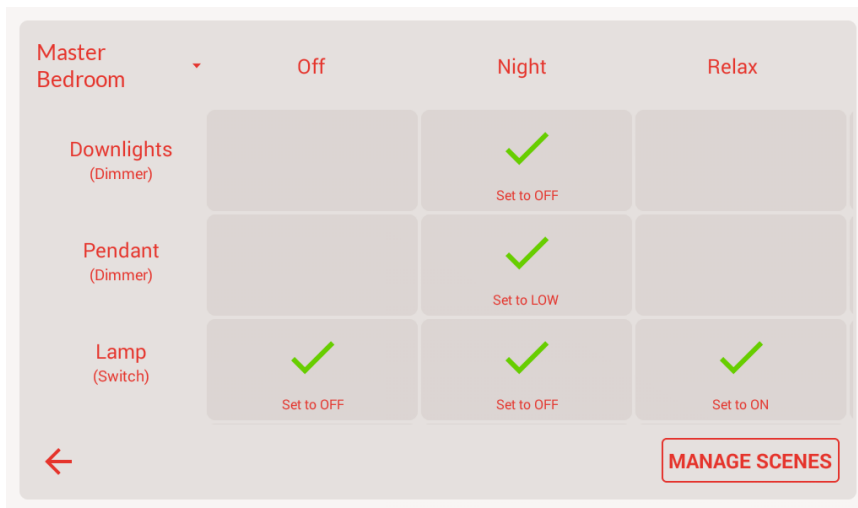 Master
Bedroom
Off
Night
Relax
Downlights
(Dimmer)
Set to OFF
Pendant
(Dimmer)
Set to LOW
Lamp
(Switch)
Set to OFF
Set to OFF
Set to ON
MANAGE SCENES